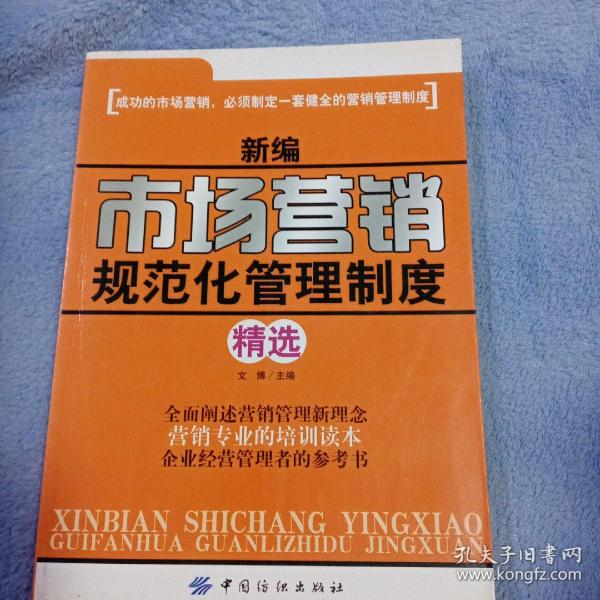 [成功的市场营销、必须制定一套健全的营销管理制度]
新编
市场营销
规范化管理制度
精选
文 博/主编
全面阐述营销管理新理念
营销专业的培训读本
企业经营管理者的参考书
XINBIAN SHICHANG YINGXIAO
GUIFANHUA GUANLIZHIDU JINGXUAN
中国纺织出版社
孔夫子旧书网
www.kongfz.com